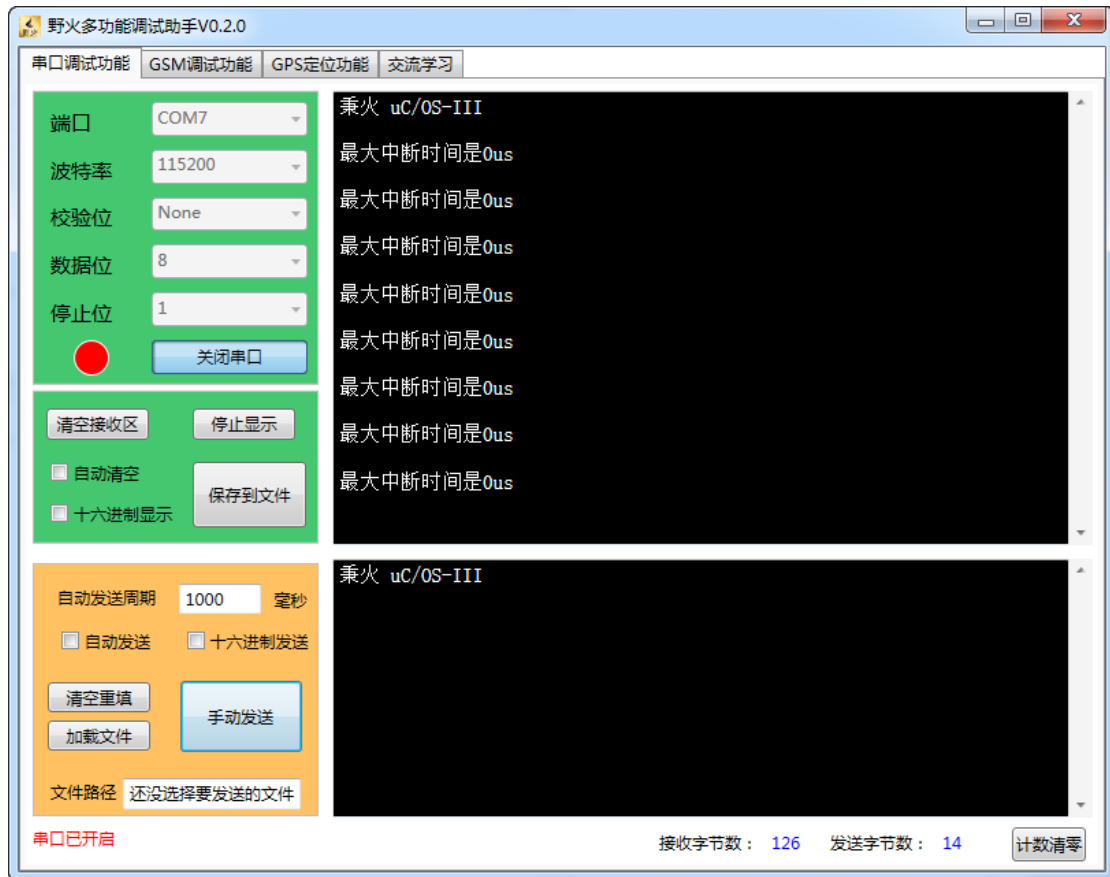 野火多功能调试助手V0.2.0
串口调试功能 GSM调试功能 GPS定位功能 交流学习
端口 COM7
波特率 115200
校验位 None
数据位 8
停止位 1
关闭串口
清空接收区 停止显示
自动清空
保存到文件
十六进制显示
秉火 uC/OS-III
最大中断时间是0us
最大中断时间是0us
最大中断时间是0us
最大中断时间是0us
最大中断时间是0us
最大中断时间是0us
最大中断时间是0us
最大中断时间是0us
自动发送周期 1000 毫秒
自动发送 十六进制发送
清空重填
手动发送
加载文件
文件路径 还没选择要发送的文件
秉火 uC/OS-III
串口已开启
接收字节数： 126 发送字节数： 14 计数清零